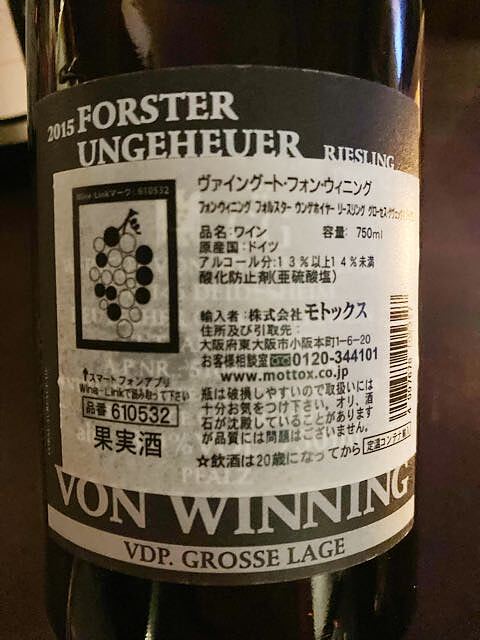 2015 FORSTER
UNGEHEUER RIESLING
Wine-Linkマーク:610532
ヴァイングート・フォン・ウィニング
フォン・ウィニング フォルスター ウンゲホイヤー リースリング グローセス
品名:ワイン 容量: 750ml
原産国:ドイツ
アルコール分:13%以上14%未満
酸化防止剤(亜硫酸塩)
輸入者:株式会社モトックス
住所及び引取先:
大阪府東大阪市小阪本町1-6-20
お客様相談室 0120-344101
www.mottox.co.jp
↑スマートフォンアプリ
Wine-Linkで読み取って下さい
品番 610532
果実酒
瓶は破損しやすいので取扱いには
十分お気をつけ下さい。オリ、酒
石が沈殿していることがあります
が品質には問題はございません。
☆飲酒は20歳になってから 定温コンテナ輸入
PFALZ
VON WINNING
VDP. GROSSE LAGE